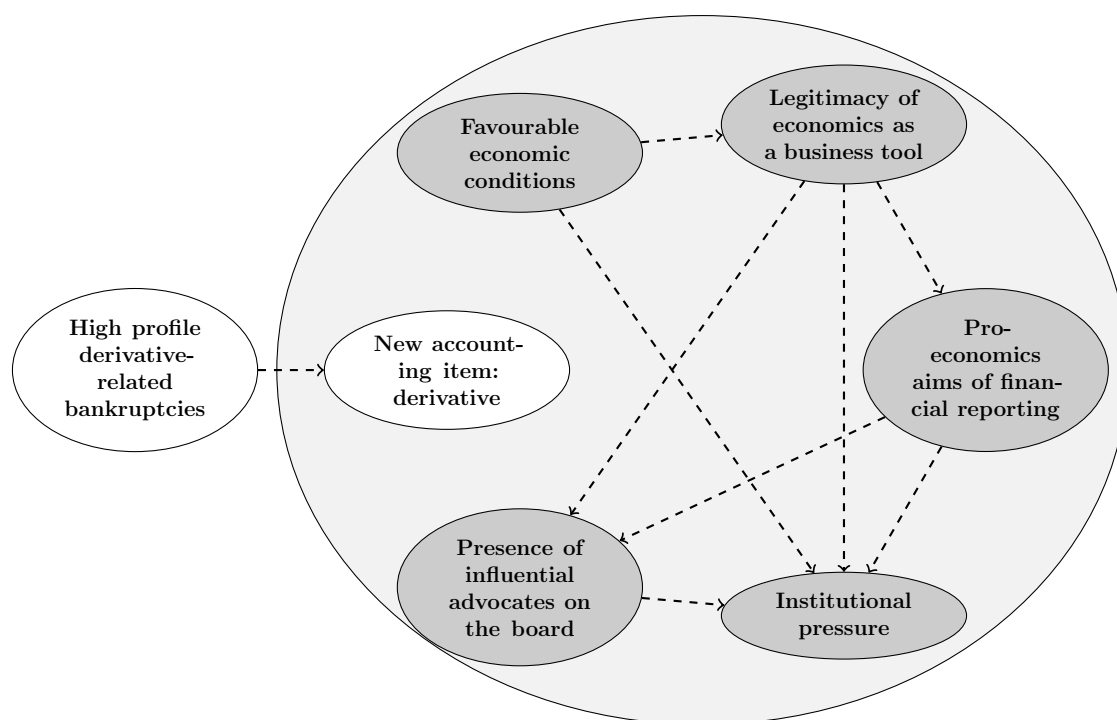 Favourable
economic
conditions
Legitimacy of
economics as
a business tool
High profile
derivative-
related
bankruptcies
New account-
ing item:
derivative
Pro-
economics
aims of finan-
cial reporting
Presence of
influential
advocates on
the board
Institutional
pressure